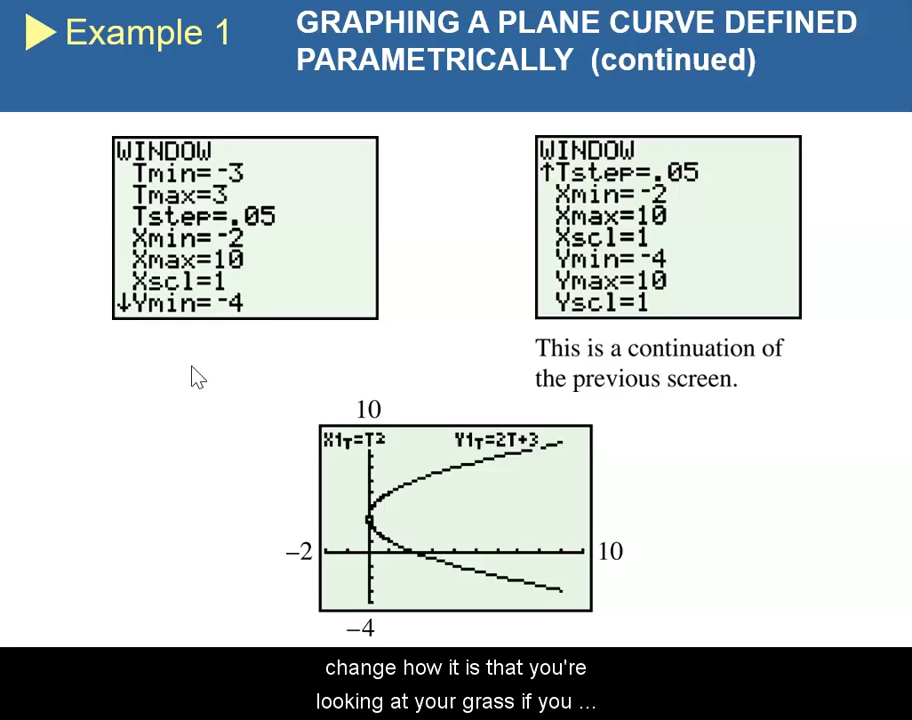 Example 1
GRAPHING A PLANE CURVE DEFINED
PARAMETRICALLY (continued)
WINDOW
Tmin=-3
Tmax=3
Tstep=.05
Xmin=-2
Xmax=10
Xscl=1
↓Ymin=-4
WINDOW
↑Tstep=.05
Xmin=-2
Xmax=10
Xscl=1
Ymin=-4
Ymax=10
Yscl=1
This is a continuation of
the previous screen.
10
X1T=T² Y1T=2T+3
–2 10
–4
change how it is that you're
looking at your grass if you ...